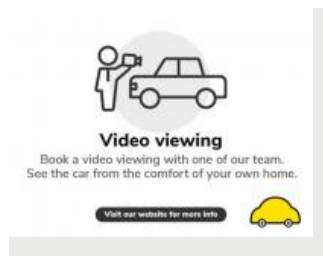 Video viewing
Book a video viewing with one of our team.
See the car from the comfort of your own home.
Visit our website for more info